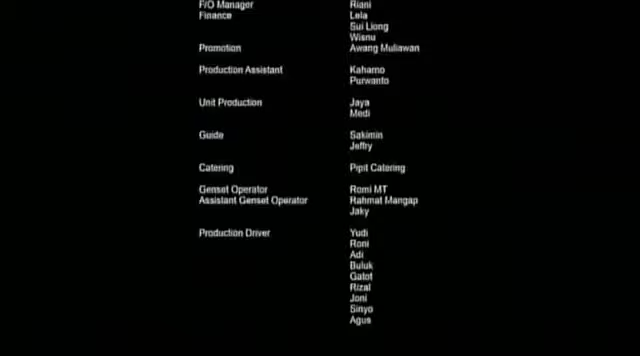 F/O Manager Riani
Finance Lela
Sui Liong
Wisnu
Promotion Awang Muliawan
Production Assistant Kaharno
Purwanto
Unit Production Jaya
Medi
Guide Sakimin
Jeffry
Catering Pipit Catering
Genset Operator Romi MT
Assistant Genset Operator Rahmat Mangap
Jaky
Production Driver Yudi
Roni
Adi
Buluk
Gatot
Rizal
Joni
Sinyo
Agus